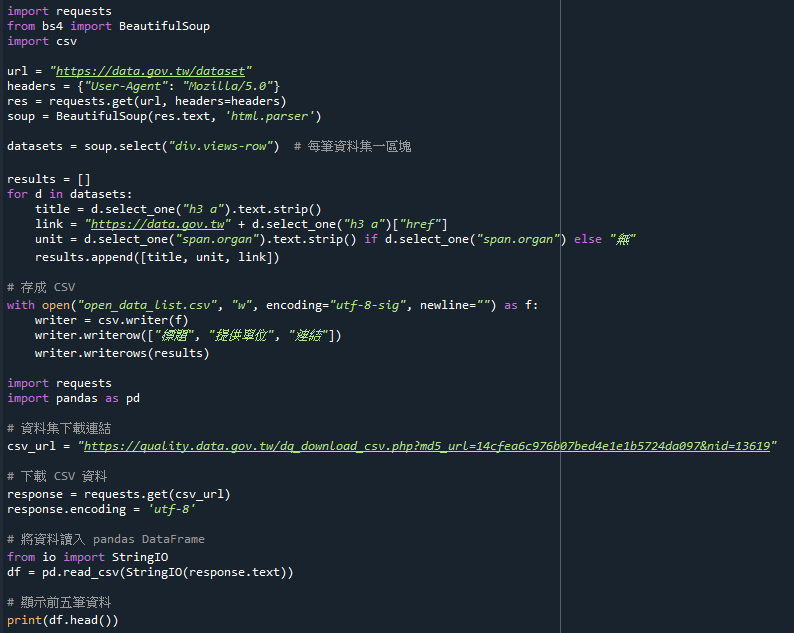 import requests
from bs4 import BeautifulSoup
import csv
url = "https://data.gov.tw/dataset"
headers = {"User-Agent": "Mozilla/5.0"}
res = requests.get(url, headers=headers)
soup = BeautifulSoup(res.text, 'html.parser')
datasets = soup.select("div.views-row")  # 每筆資料集一區塊
results = []
for d in datasets:
    title = d.select_one("h3 a").text.strip()
    link = "https://data.gov.tw" + d.select_one("h3 a")["href"]
    unit = d.select_one("span.organ").text.strip() if d.select_one("span.organ") else "無"
    results.append([title, unit, link])
# 存成 CSV
with open("open_data_list.csv", "w", encoding="utf-8-sig", newline="") as f:
    writer = csv.writer(f)
    writer.writerow(["標題", "提供單位", "連結"])
    writer.writerows(results)
import requests
import pandas as pd
# 資料集下載連結
csv_url = "https://quality.data.gov.tw/dq_download_csv.php?md5_url=14cfea6c976b07bed4e1e1b5724da097&nid=13619"
# 下載 CSV 資料
response = requests.get(csv_url)
response.encoding = 'utf-8'
# 將資料讀入 pandas DataFrame
from io import StringIO
df = pd.read_csv(StringIO(response.text))
# 顯示前五筆資料
print(df.head())